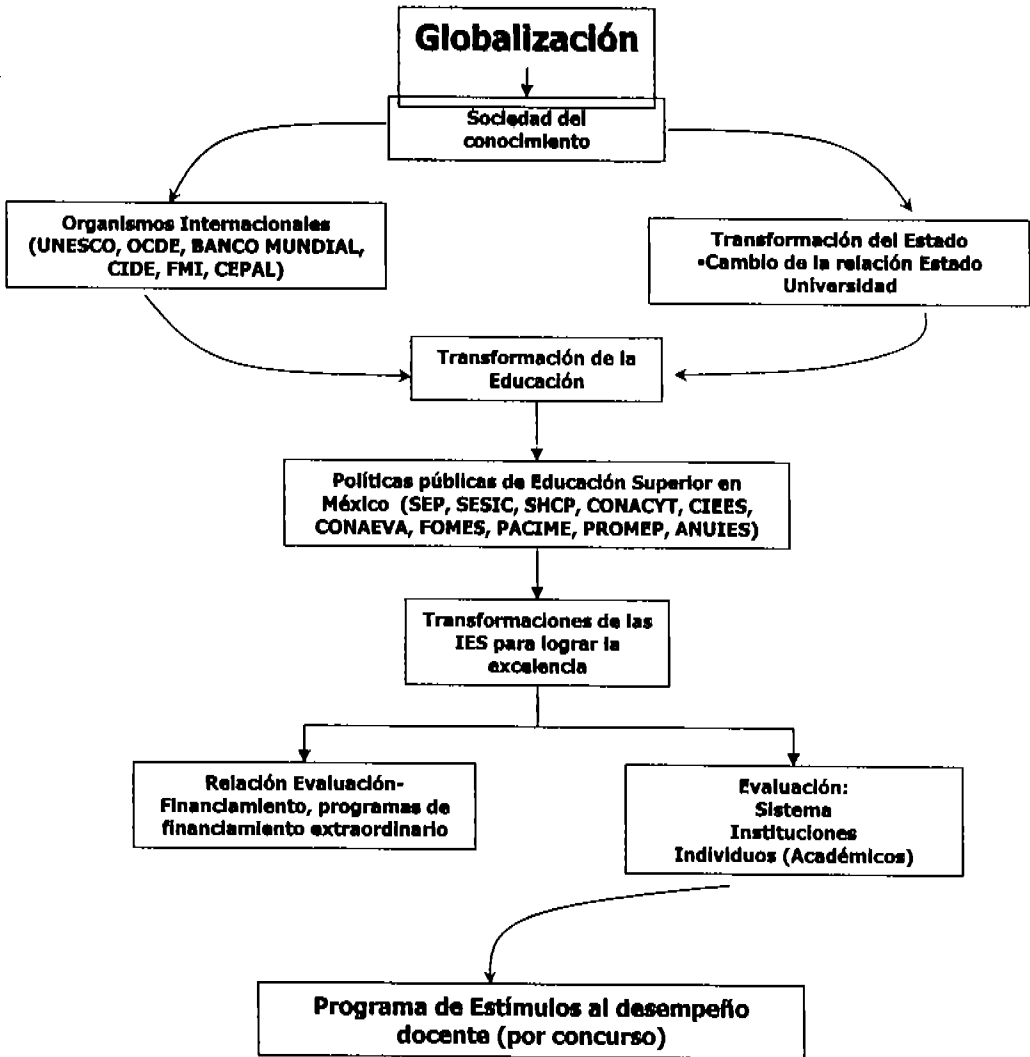 Globalización
Sociedad del
conocimiento
Organismos Internacionales
(UNESCO, OCDE, BANCO MUNDIAL,
CIDE, FMI, CEPAL)
Transformación del Estado
•Cambio de la relación Estado
Universidad
Transformación de la
Educación
Políticas públicas de Educación Superior en
México (SEP, SESIC, SHCP, CONACYT, CIEES,
CONAEVA, FOMES, PACIME, PROMEP, ANUIES)
Transformaciones de las
IES para lograr la
excelencia
Relación Evaluación-
Financiamiento, programas de
financiamiento extraordinario
Evaluación:
Sistema
Instituciones
Individuos (Académicos)
Programa de Estímulos al desempeño
docente (por concurso)